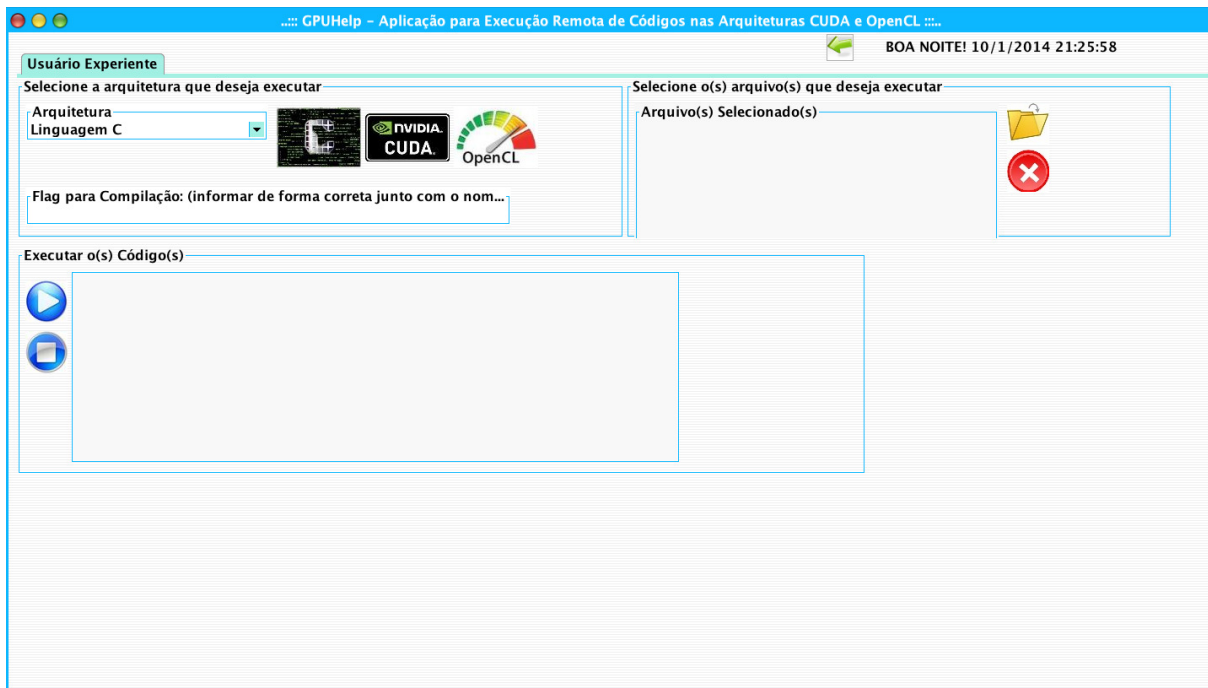 ..::: GPUHelp – Aplicação para Execução Remota de Códigos nas Arquiteturas CUDA e OpenCL :::..
BOA NOITE! 10/1/2014 21:25:58
Usuário Experiente
Selecione a arquitetura que deseja executar
Arquitetura
Linguagem C
C
NVIDIA.
CUDA.
OpenCL
Flag para Compilação: (informar de forma correta junto com o nom...
Selecione o(s) arquivo(s) que deseja executar
Arquivo(s) Selecionado(s)
Executar o(s) Código(s)